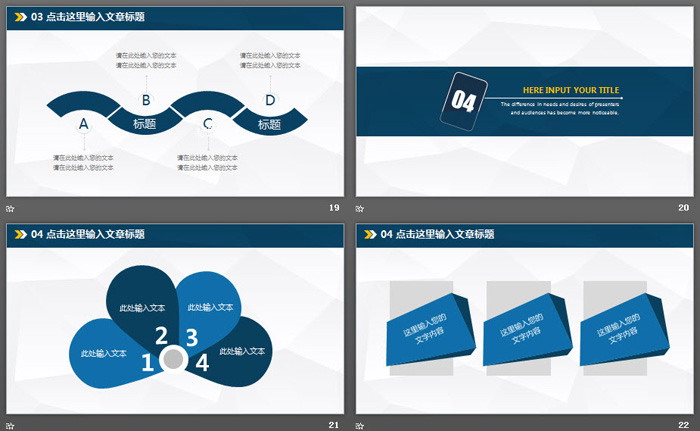 03 点击这里输入文章标题
请在此处输入您的文本
请在此处输入您的文本
请在此处输入您的文本
请在此处输入您的文本
A
B
标题
C
D
标题
请在此处输入您的文本
请在此处输入您的文本
请在此处输入您的文本
请在此处输入您的文本
19
04
HERE INPUT YOUR TITLE
The difference in needs and desires of presenters
and audiences has become more noticeable.
20
04 点击这里输入文章标题
此处输入文本
此处输入文本
此处输入文本
此处输入文本
1
2
3
4
21
04 点击这里输入文章标题
这里输入您的
文字内容
这里输入您的
文字内容
这里输入您的
文字内容
22